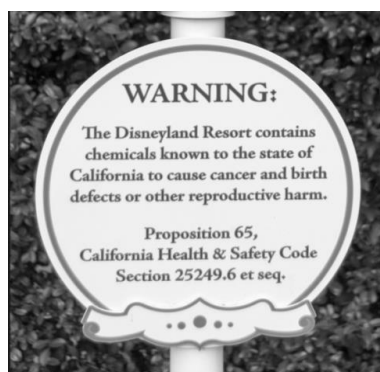 WARNING:
The Disneyland Resort contains
chemicals known to the state of
California to cause cancer and birth
defects or other reproductive harm.
Proposition 65,
California Health & Safety Code
Section 25249.6 et seq.